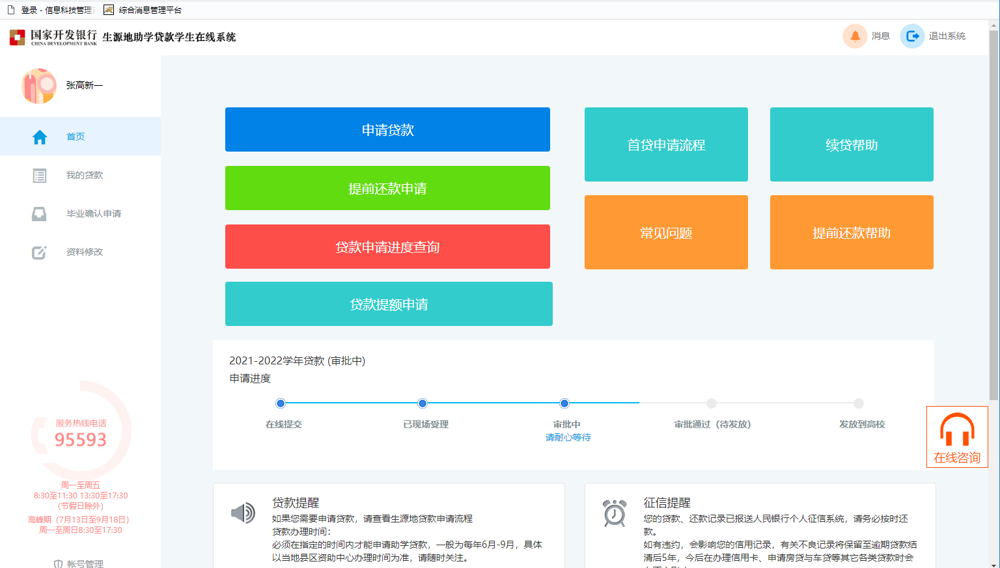 登录 - 信息科技管理
综合消息管理平台
国家开发银行
CHINA DEVELOPMENT BANK
生源地助学贷款学生在线系统
消息
退出系统
张高新一
首页
我的贷款
毕业确认申请
资料修改
申请贷款
提前还款申请
贷款申请进度查询
贷款提额申请
首贷申请流程
续贷帮助
常见问题
提前还款帮助
2021-2022学年贷款 (审批中)
申请进度
在线提交
已现场受理
审批中
请耐心等待
审批通过（待发放）
发放到高校
在线咨询
服务热线电话
95593
周一至周五
8:30至11:30 13:30至17:30
（节假日除外）
高峰期（7月13日至9月18日）
周一至周日8:30至17:30
帐号管理
贷款提醒
如果您需要申请贷款，请查看生源地贷款申请流程
贷款办理时间：
必须在指定的时间内才能申请助学贷款，一般为每年6月-9月，具体
以当地县区资助中心办理时间为准，请随时关注。
征信提醒
您的贷款、还款记录已报送人民银行个人征信系统，请务必按时还
款。
如有违约，会影响您的信用记录，有关不良记录将保留至逾期贷款结
清后5年，今后在办理信用卡、申请房贷与车贷等其它各类贷款时会